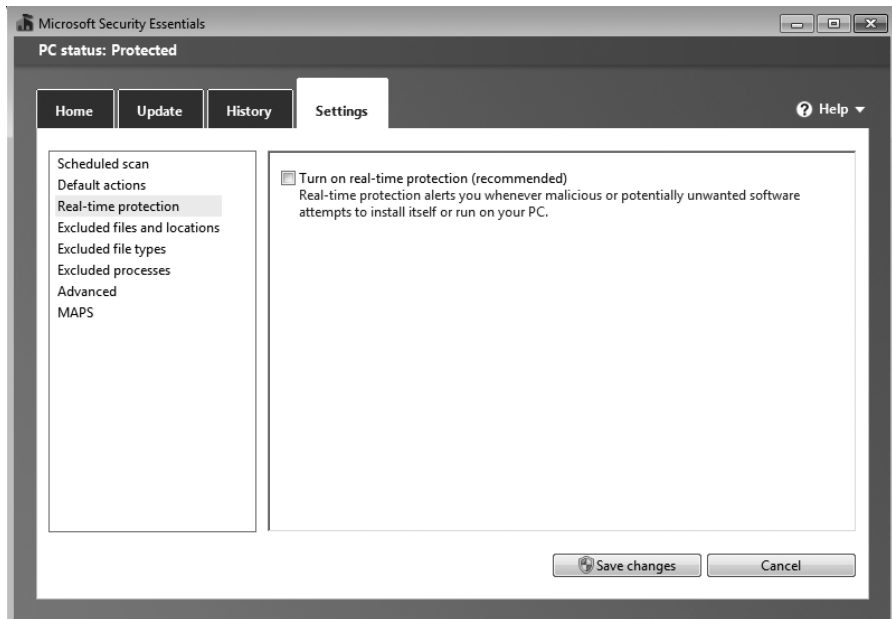 Microsoft Security Essentials
PC status: Protected
Home
Update
History
Settings
Help
Scheduled scan
Default actions
Real-time protection
Excluded files and locations
Excluded file types
Excluded processes
Advanced
MAPS
Turn on real-time protection (recommended)
Real-time protection alerts you whenever malicious or potentially unwanted software
attempts to install itself or run on your PC.
Save changes
Cancel